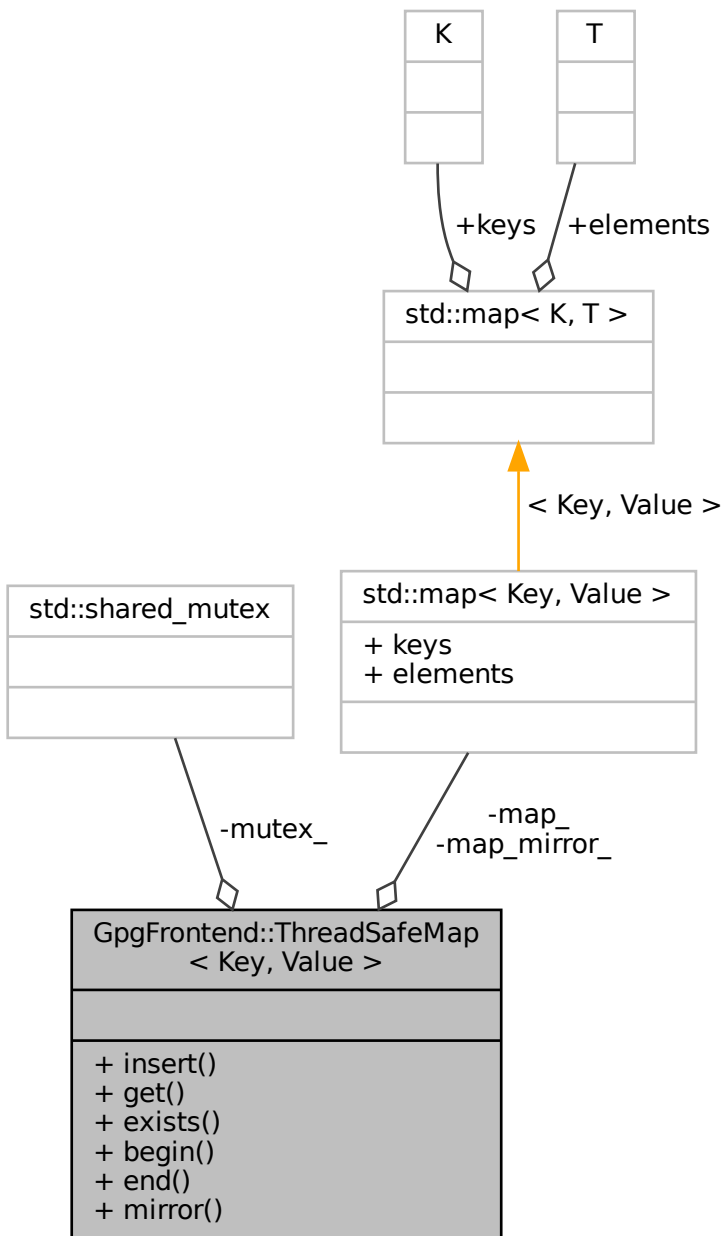 K
T
+keys
+elements
std::map< K, T >
< Key, Value >
std::shared_mutex
std::map< Key, Value >
+ keys
+ elements
-mutex_
-map_
-map_mirror_
GpgFrontend::ThreadSafeMap
< Key, Value >
+ insert()
+ get()
+ exists()
+ begin()
+ end()
+ mirror()